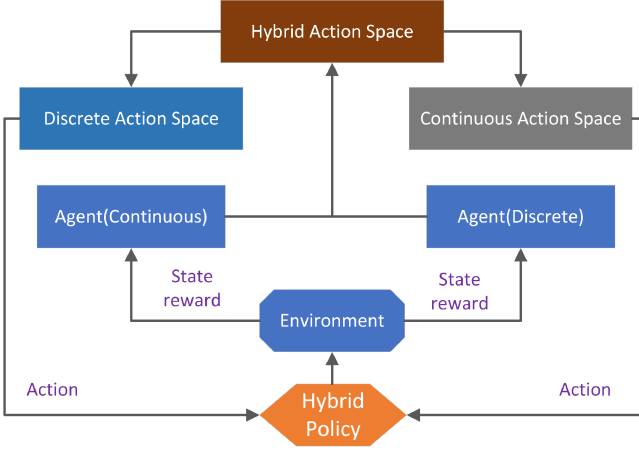 Hybrid Action Space
Discrete Action Space
Continuous Action Space
Agent(Continuous)
Agent(Discrete)
State
reward
State
reward
Environment
Action
Action
Hybrid
Policy